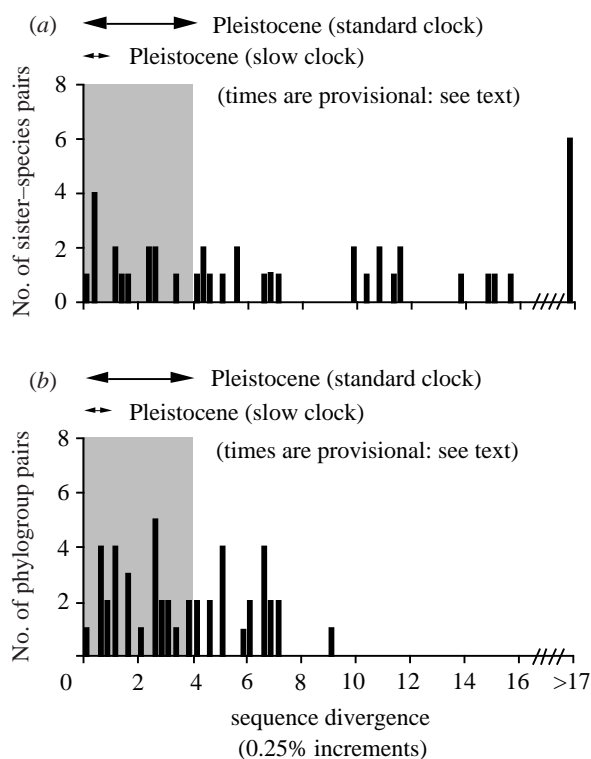 (a)
Pleistocene (standard clock)
Pleistocene (slow clock)
(times are provisional: see text)
No. of sister–species pairs
8
6
4
2
0
(b)
Pleistocene (standard clock)
Pleistocene (slow clock)
(times are provisional: see text)
No. of phylogroup pairs
8
6
4
2
0 2 4 6 8 10 12 14 16 >17
sequence divergence
(0.25% increments)